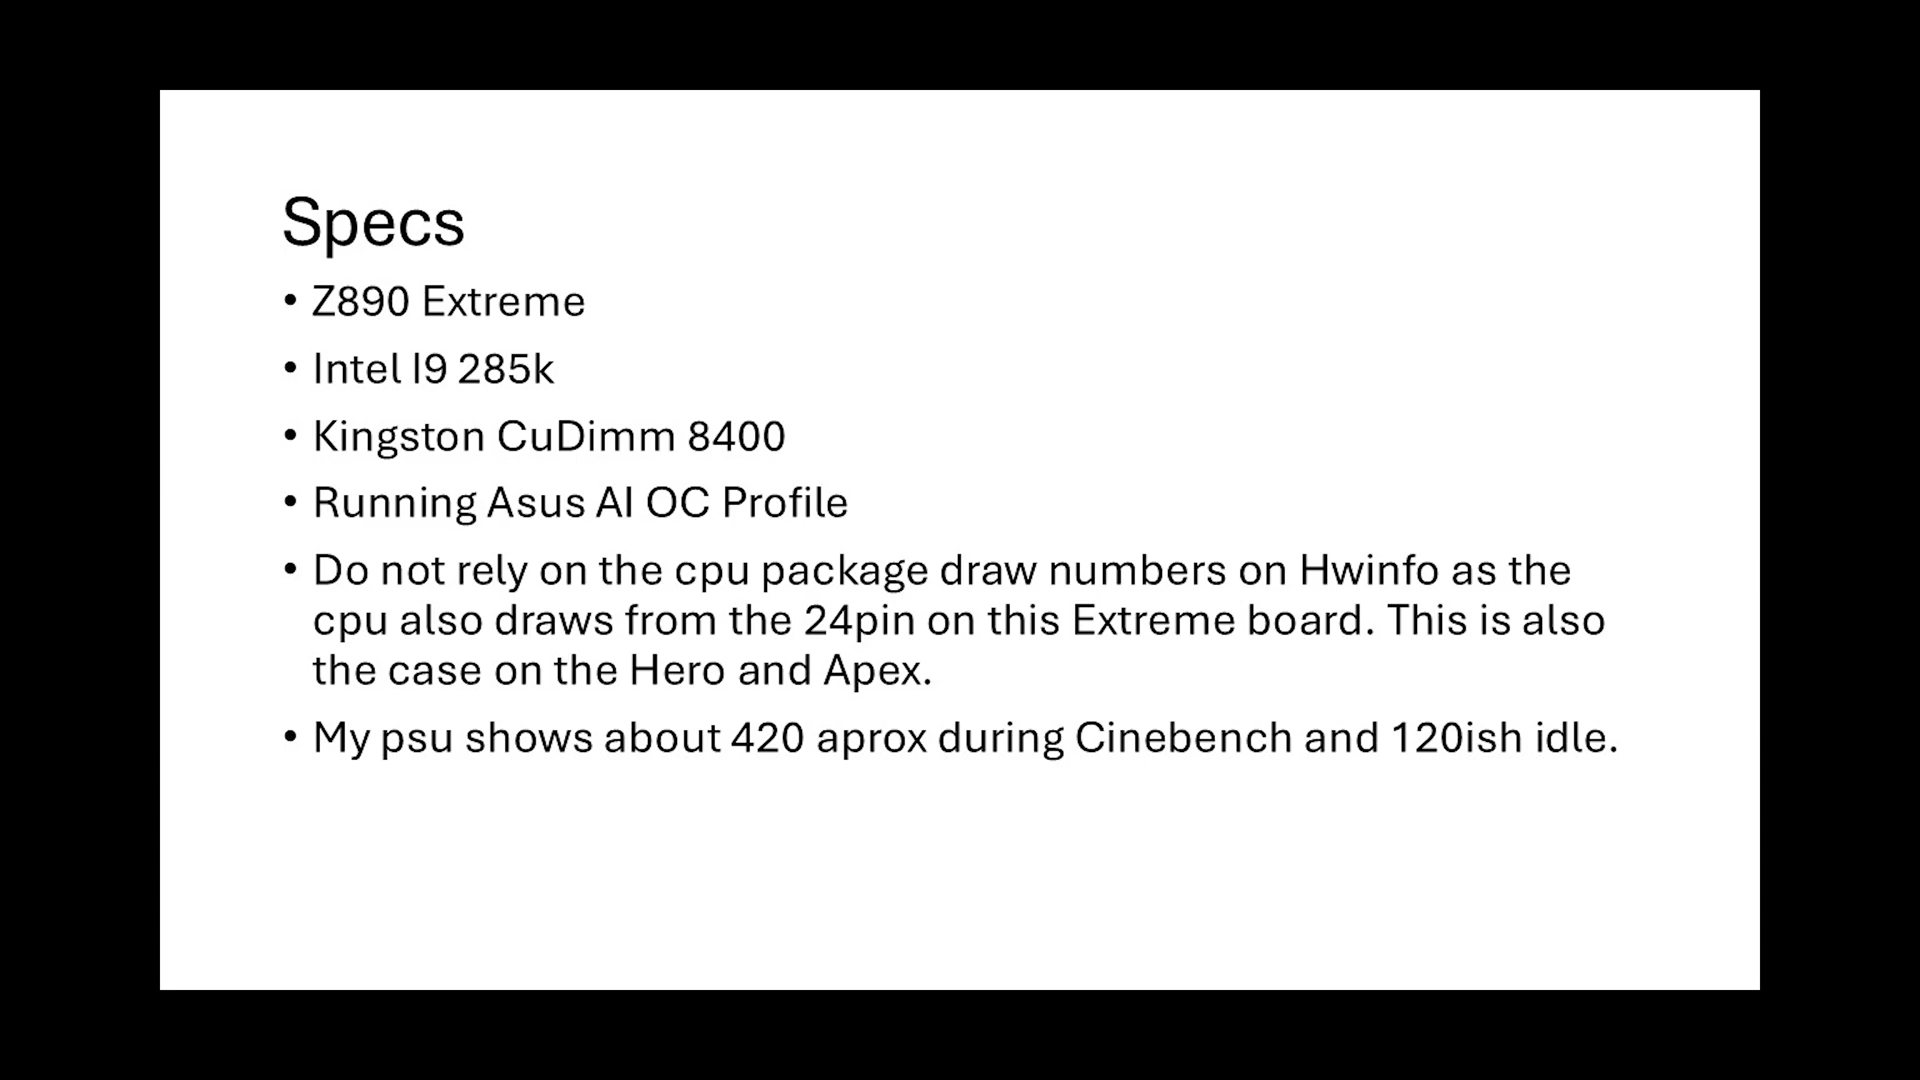 Specs
• Z890 Extreme
• Intel I9 285k
• Kingston CuDimm 8400
• Running Asus AI OC Profile
• Do not rely on the cpu package draw numbers on Hwinfo as the
cpu also draws from the 24pin on this Extreme board. This is also
the case on the Hero and Apex.
• My psu shows about 420 aprox during Cinebench and 120ish idle.